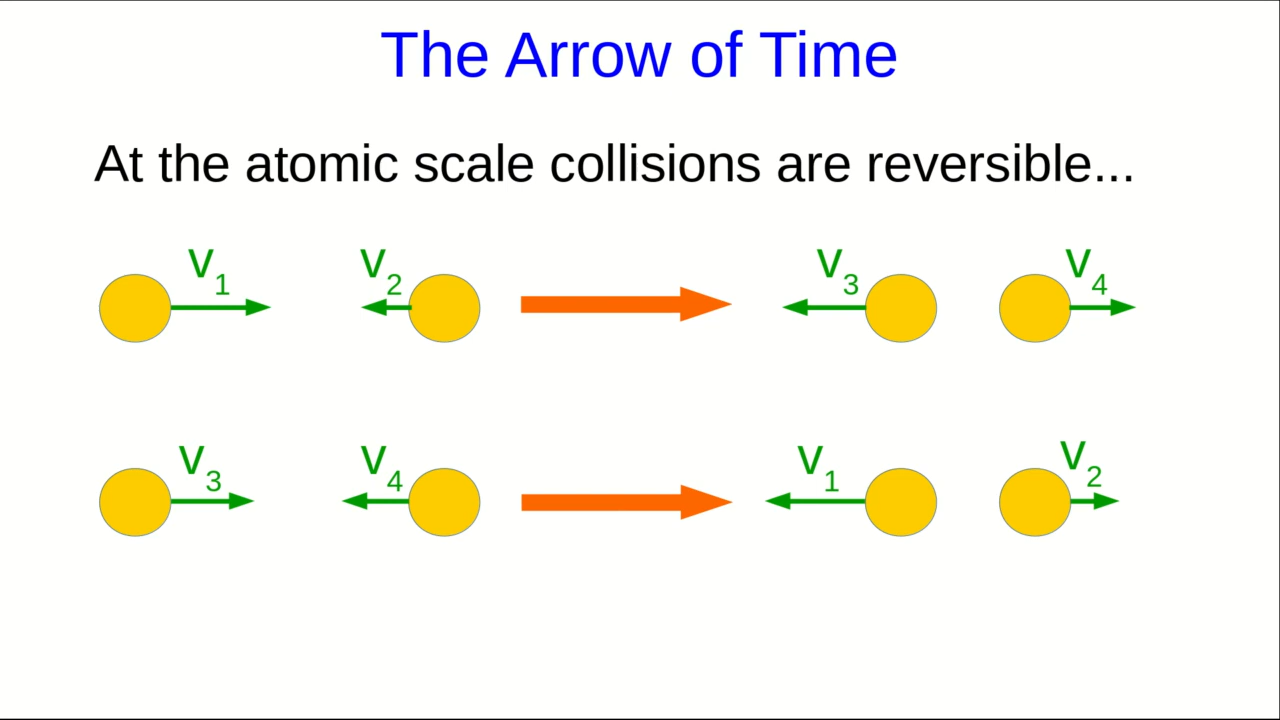 The Arrow of Time
At the atomic scale collisions are reversible...
v1 v2 v3 v4
v3 v4 v1 v2